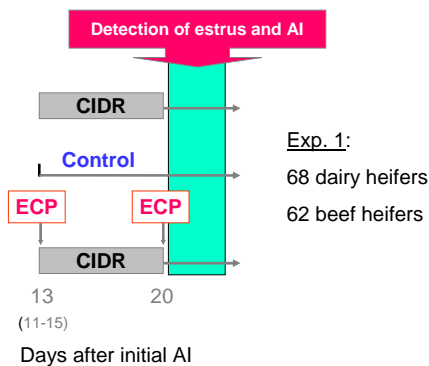 Detection of estrus and AI
CIDR
Control
Exp. 1:
68 dairy heifers
62 beef heifers
ECP ECP
CIDR
13 20
(11-15)
Days after initial AI